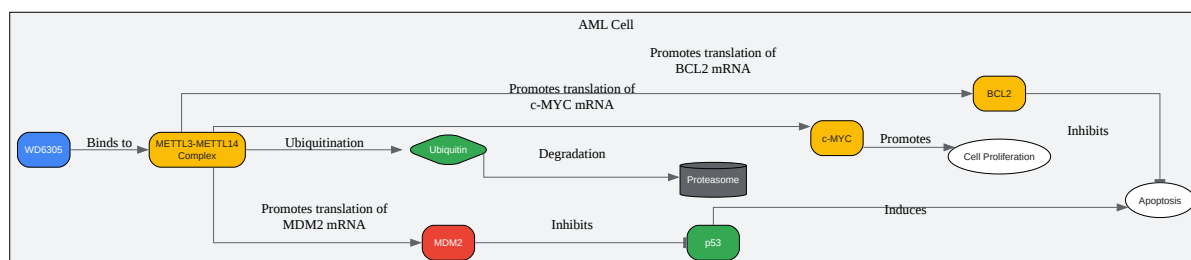 AML Cell
Promotes translation of
BCL2 mRNA
Promotes translation of
c-MYC mRNA
BCL2
WD6305
Binds to
METTL3-METTL14
Complex
Ubiquitination
Ubiquitin
Degradation
Proteasome
c-MYC
Promotes
Cell Proliferation
Inhibits
Apoptosis
Promotes translation of
MDM2 mRNA
MDM2
Inhibits
p53
Induces